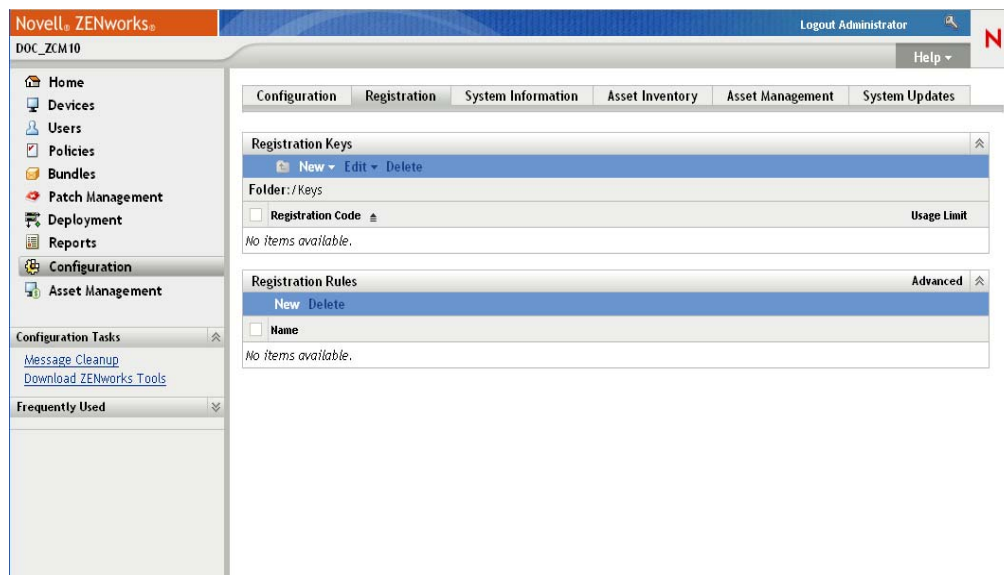 Novell® ZENworks®
Logout Administrator
N
DOC_ZCM10
Help
Home
Devices
Users
Policies
Bundles
Patch Management
Deployment
Reports
Configuration
Asset Management
Configuration Tasks
Message Cleanup
Download ZENworks Tools
Frequently Used
Configuration Registration System Information Asset Inventory Asset Management System Updates
Registration Keys
New Edit Delete
Folder:/Keys
Registration Code Usage Limit
No items available.
Registration Rules Advanced
New Delete
Name
No items available.